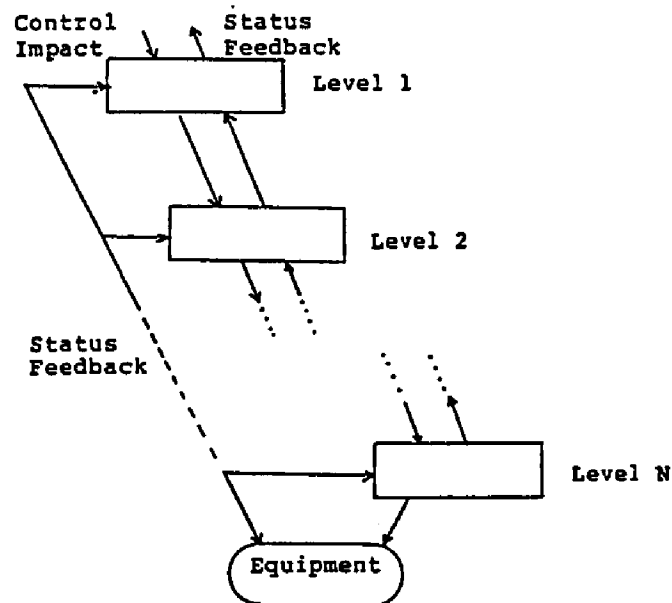 Control
Impact
Status
Feedback
Level 1
Level 2
Status
Feedback
Level N
Equipment